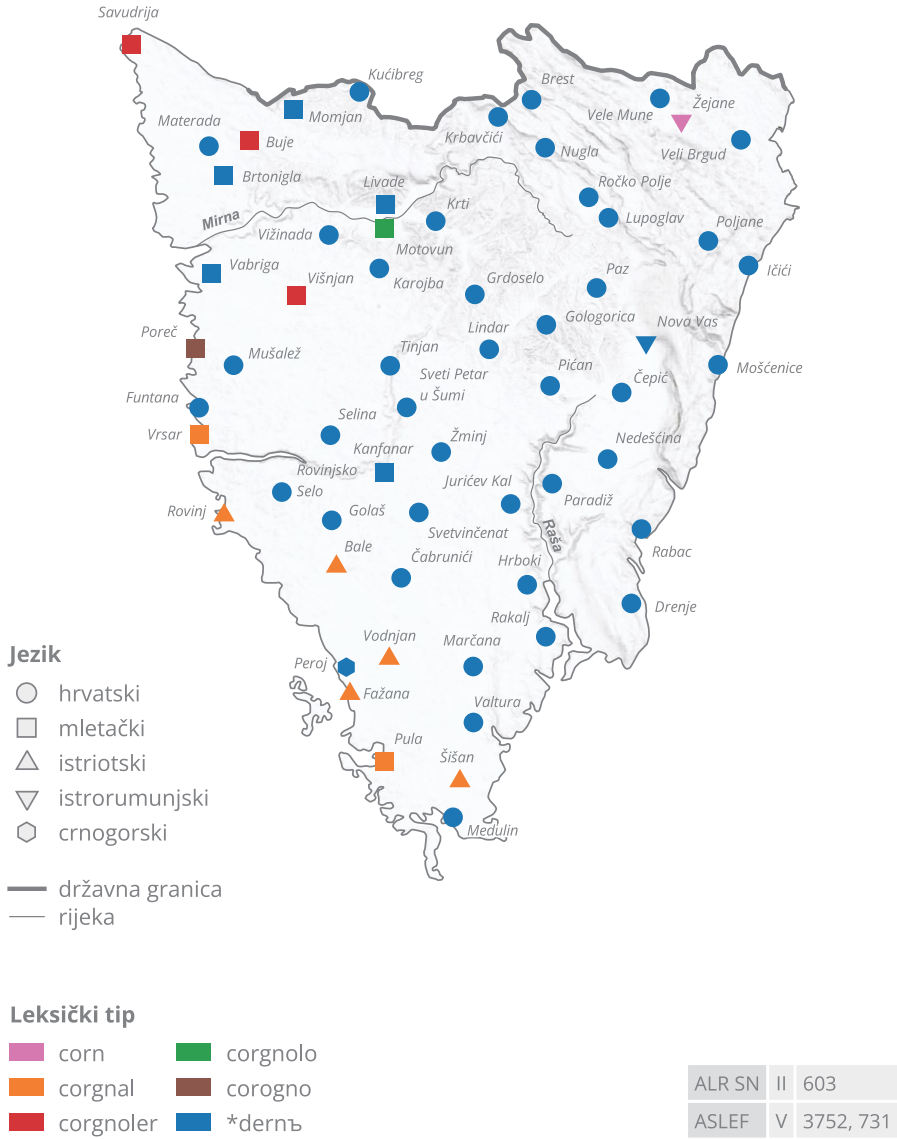 Savudrija
Kućibreg
Brest
Vele Mune
Žejane
Materada
Momjan
Buje
Krbavčići
Nugla
Veli Brgud
Brtonigla
Livade
Ročko Polje
Mirna
Krti
Lupoglav
Poljane
Vižinada
Motovun
Vabriga
Višnjan
Karojba
Grdoselo
Paz
Ičići
Poreč
Lindar
Gologorica
Nova Vas
Mušalež
Tinjan
Pićan
Mošćenice
Sveti Petar
u Šumi
Čepić
Funtana
Selina
Vrsar
Žminj
Nedešćina
Kanfanar
Rovinjsko
Selo
Jurićev Kal
Paradiž
Rovinj
Golaš
Svetvinčenat
Raša
Bale
Čabrunići
Hrboki
Rabac
Drenje
Rakalj
Vodnjan
Marčana
Peroj
Fažana
Valtura
Pula
Šišan
Medulin
Jezik
hrvatski
mletački
istriotski
istrorumunjski
crnogorski
državna granica
rijeka
Leksički tip
corn
corgnolo
corgnal
corogno
corgnoler
*dernъ
ALR SN II 603
ASLEF V 3752, 731